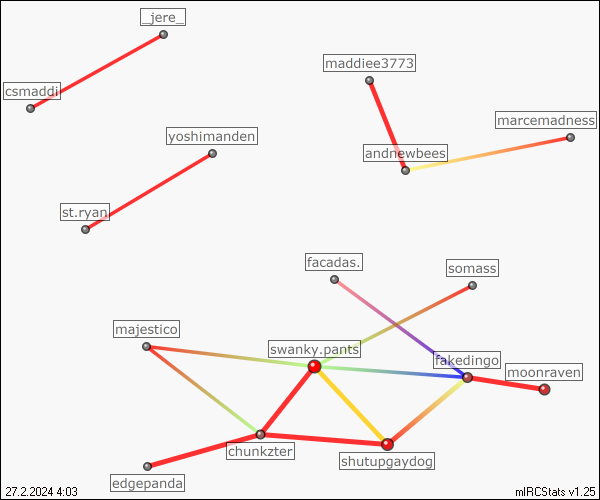 _jere_
maddiee3773
csmaddi
marcemadness
yoshimanden
andnewbees
st.ryan
facadas.
somass
majestico
swanky.pants
fakedingo
moonraven
chunkzter
shutupgaydog
edgepanda
27.2.2024 4:03
mIRCStats v1.25